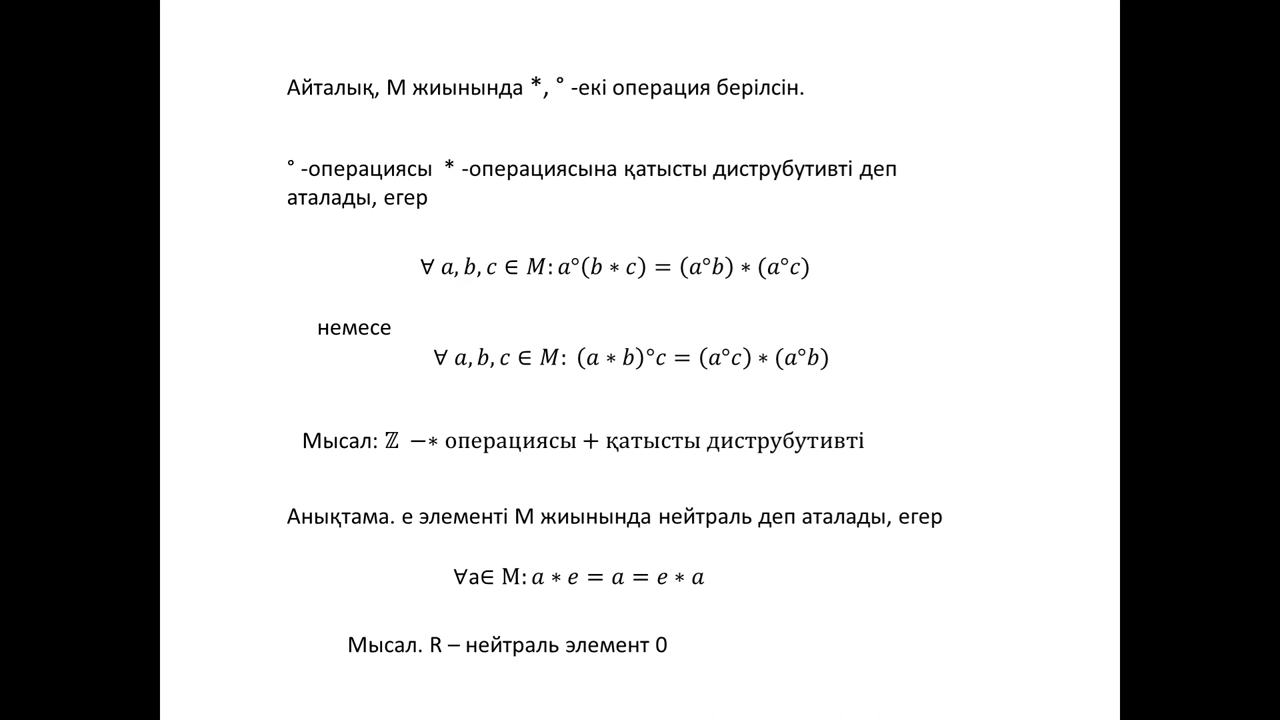 Айталық, М жиынында *, ° -екі операция берілсін.
° -операциясы * -операциясына қатысты диструбутивті деп
аталады, егер
∀ a, b, c ∈ M: a°(b ∗ c) = (a°b) ∗ (a°c)
немесе
∀ a, b, c ∈ M: (a ∗ b)°c = (a°c) ∗ (a°b)
Мысал: ℤ −∗ операциясы + қатысты диструбутивті
Анықтама. е элементі М жиынында нейтраль деп аталады, егер
∀a∈ M: a ∗ e = a = e ∗ a
Мысал. R – нейтраль элемент 0